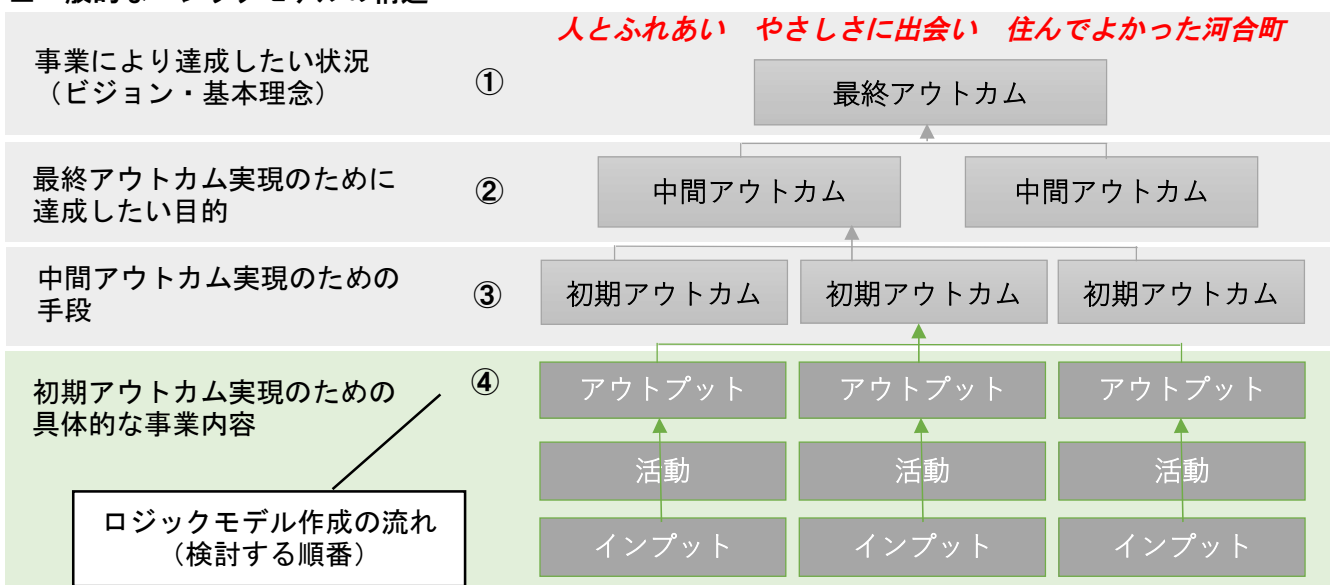 人とふれあい やさしさに出会い 住んでよかった河合町
事業により達成したい状況
（ビジョン・基本理念）
①
最終アウトカム
最終アウトカム実現のために
達成したい目的
②
中間アウトカム
中間アウトカム
中間アウトカム実現のための
手段
③
初期アウトカム
初期アウトカム
初期アウトカム
初期アウトカム実現のための
具体的な事業内容
④
アウトプット
アウトプット
アウトプット
活動
活動
活動
インプット
インプット
インプット
ロジックモデル作成の流れ
（検討する順番）